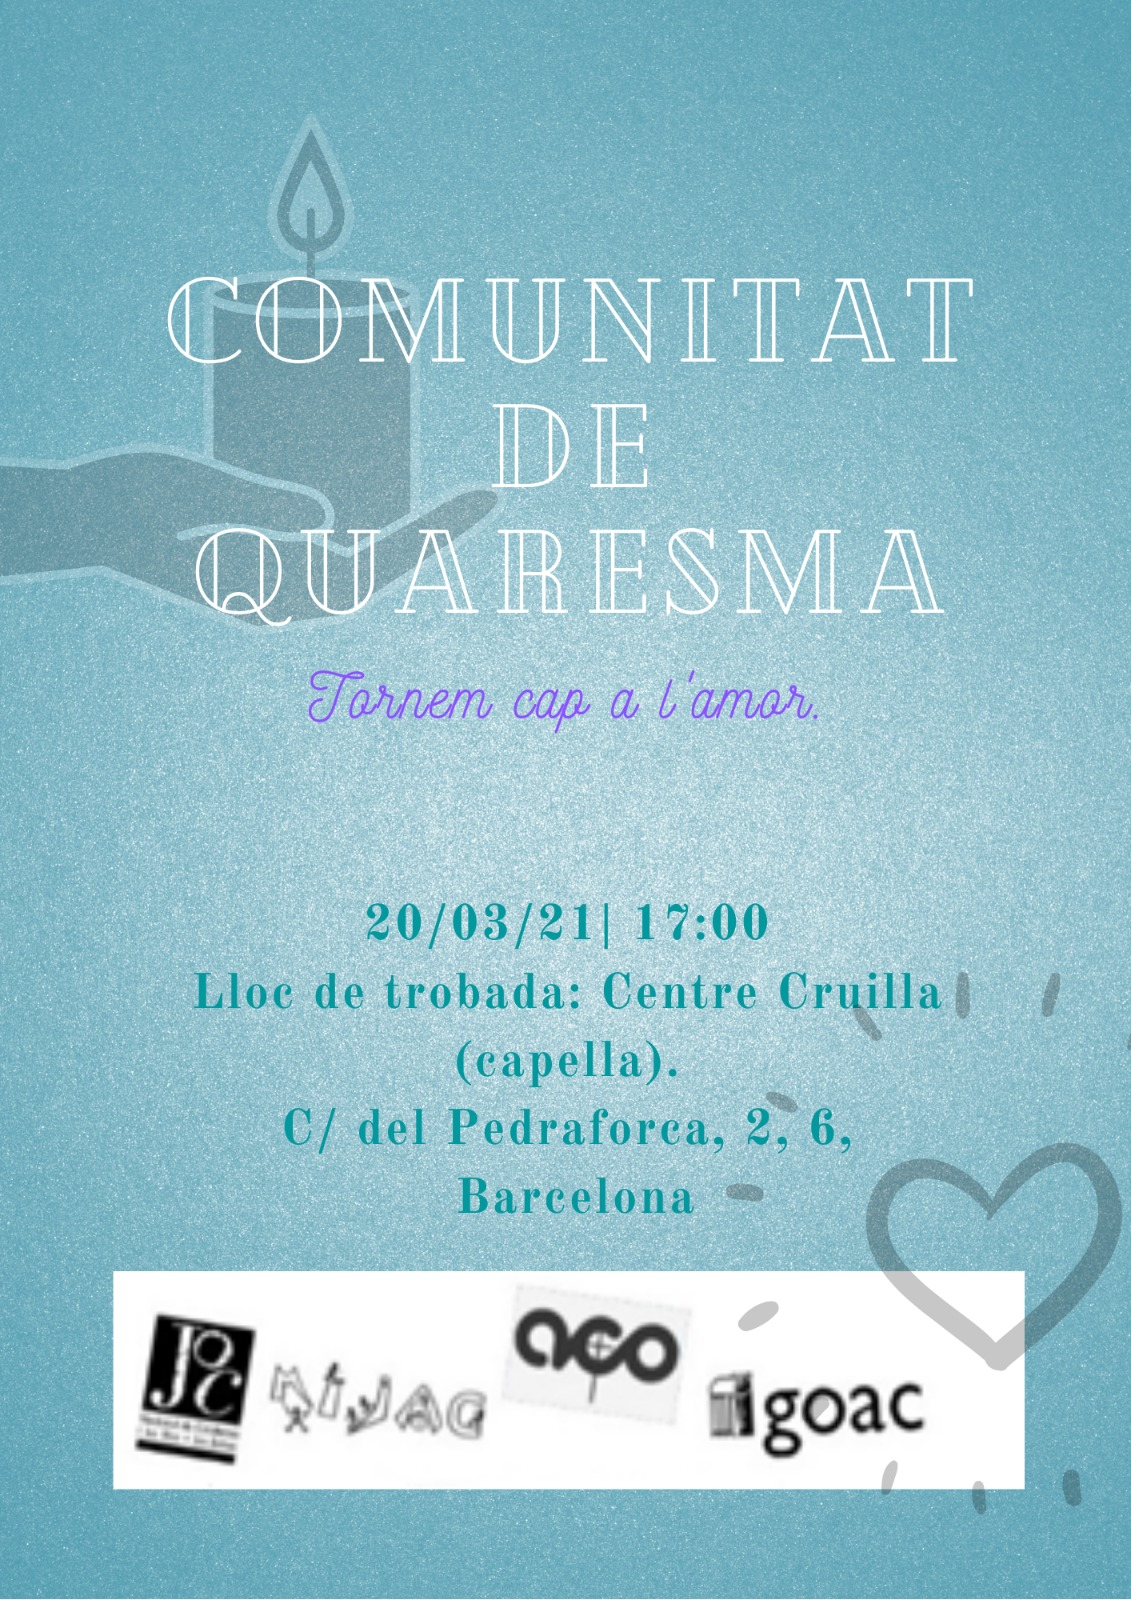 COMUNITAT
DE
QUARESMA
Tornem cap a l'amor.
20/03/21| 17:00
Lloc de trobada: Centre Cruilla
(capella).
C/ del Pedraforca, 2, 6,
Barcelona
JOC
MIJAC
aco
goac